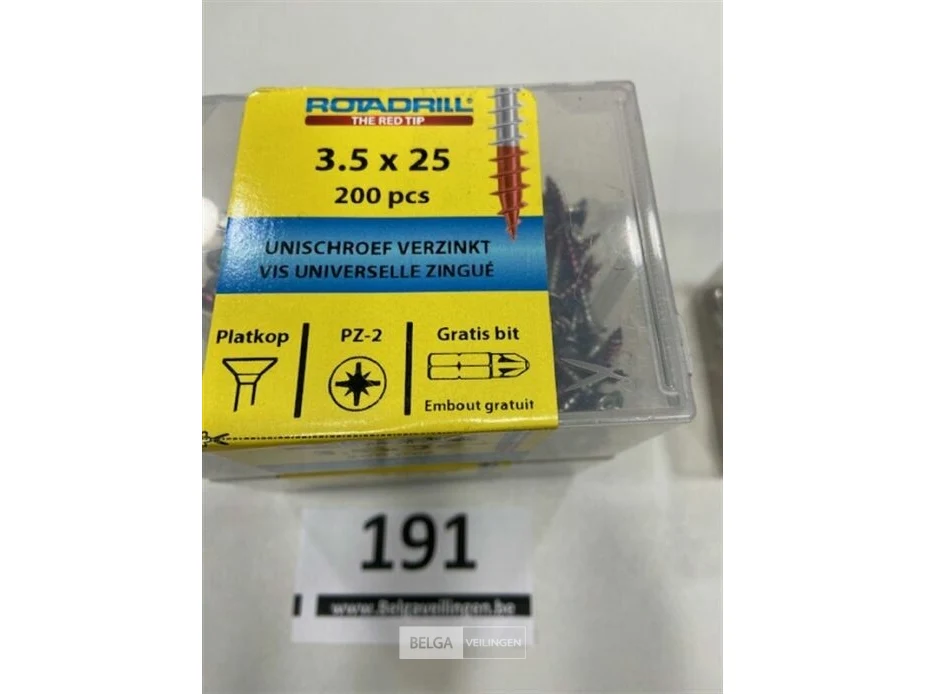 ROTADRILL®
THE RED TIP
3.5 x 25
200 pcs
UNISCHROEF VERZINKT
VIS UNIVERSELLE ZINGUÉ
Platkop
PZ-2
Gratis bit
Embout gratuit
191
www.Belgaveilingen.be
BELGA VEILINGEN